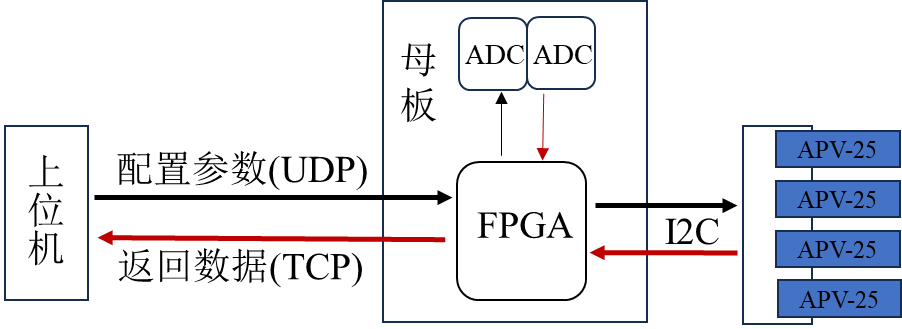 母板
ADC
ADC
上位机
配置参数(UDP)
返回数据(TCP)
FPGA
I2C
APV-25
APV-25
APV-25
APV-25